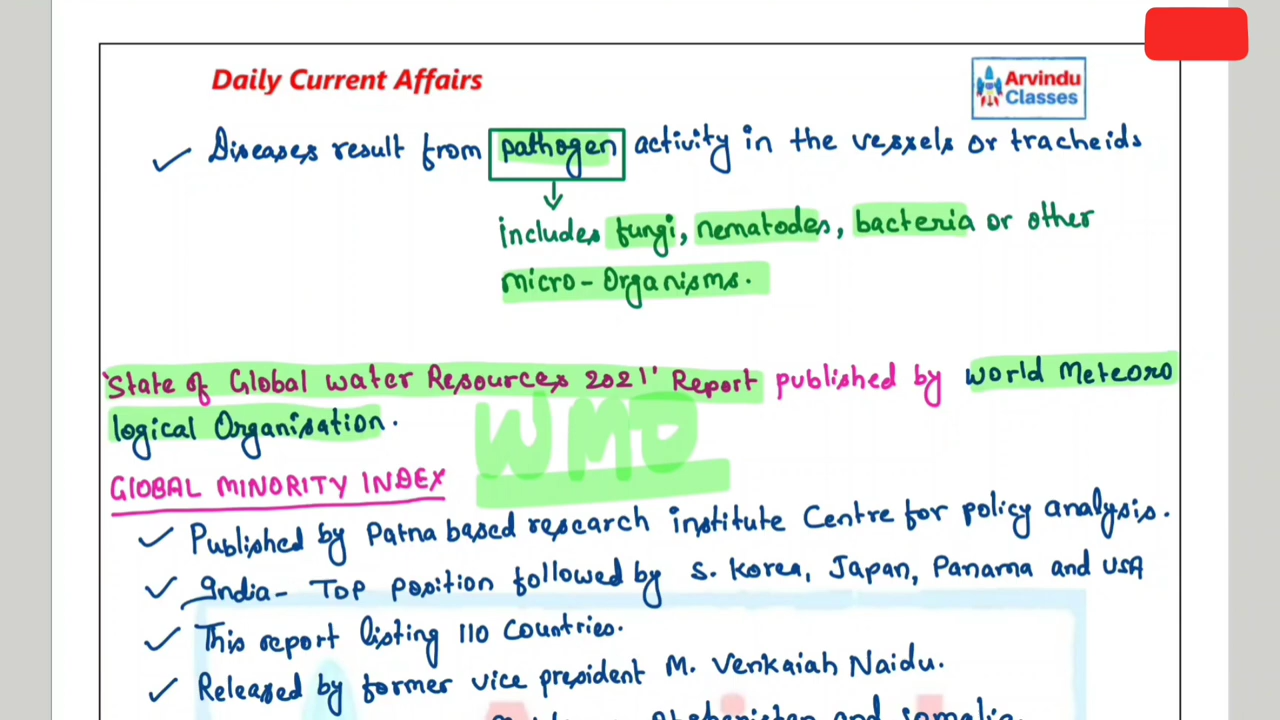 Daily Current Affairs
Arvindu
Classes
Diseases result from pathogen activity in the vessels or tracheids
includes fungi, nematodes, bacteria or other
micro-organisms.
'State of Global water Resources 2021' Report published by world Meteoro
logical Organisation.
WMO
GLOBAL MINORITY INDEX
Published by Patna based research institute Centre for policy analysis.
India- Top position followed by S. Korea, Japan, Panama and USA
This report listing 110 countries.
Released by former vice president M. Venkaiah Naidu.
and somalia.